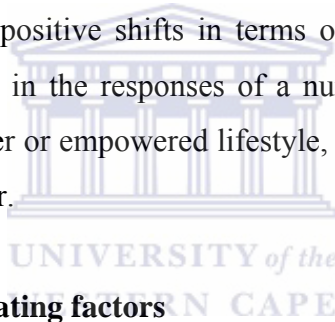 positive shifts in terms o
in the responses of a nu
er or empowered lifestyle,
r.
UNIVERSITY of the
ating factors
WESTERN CAPE